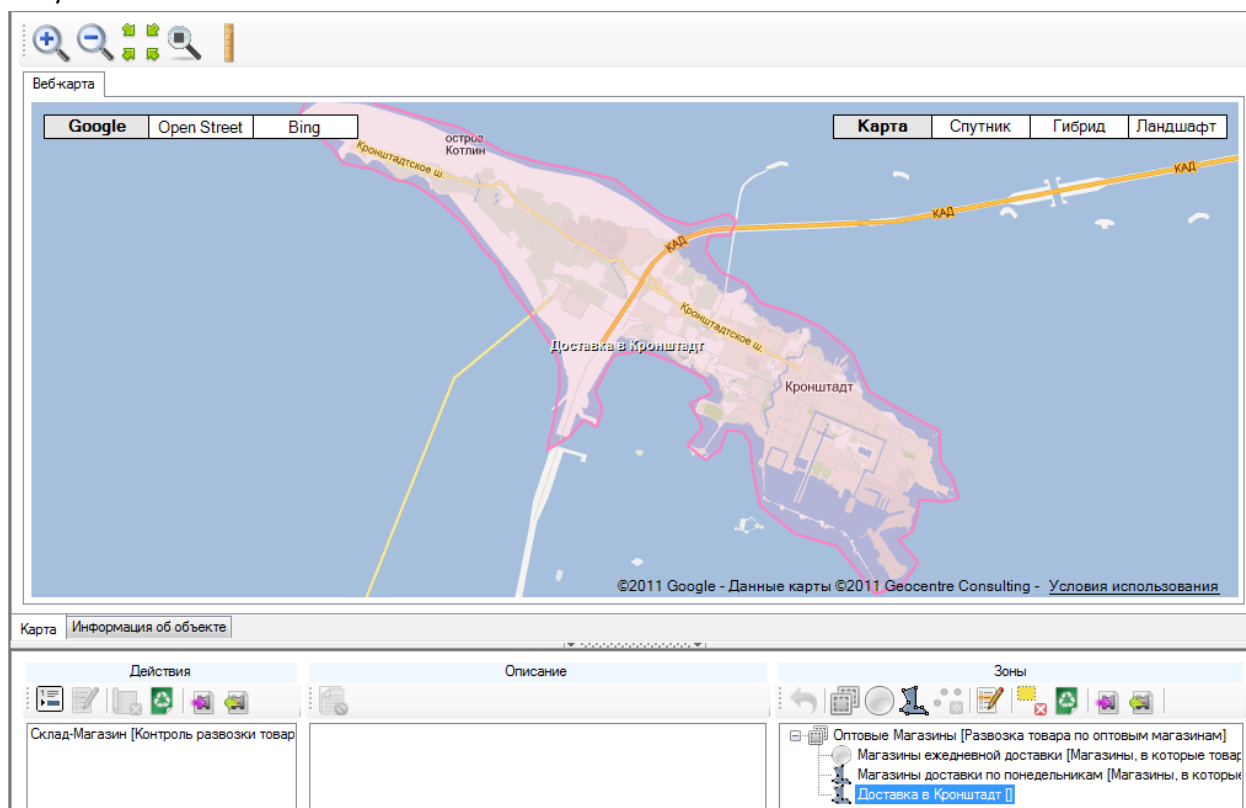 Веб-карта
Google Open Street Bing
Карта Спутник Гибрид Ландшафт
остров
Котлин
Кронштадтское ш.
КАД
КАД
КАД
Кронштадтское ш.
Доставка в Кронштадт
Кронштадт
©2011 Google - Данные карты ©2011 Geocentre Consulting - Условия использования
Карта Информация об объекте
Действия
Описание
Зоны
Склад-Магазин [Контроль развозки товар
Оптовые Магазины [Развозка товара по оптовым магазинам]
Магазины ежедневной доставки [Магазины, в которые товар
Магазины доставки по понедельникам [Магазины, в которые
Доставка в Кронштадт []